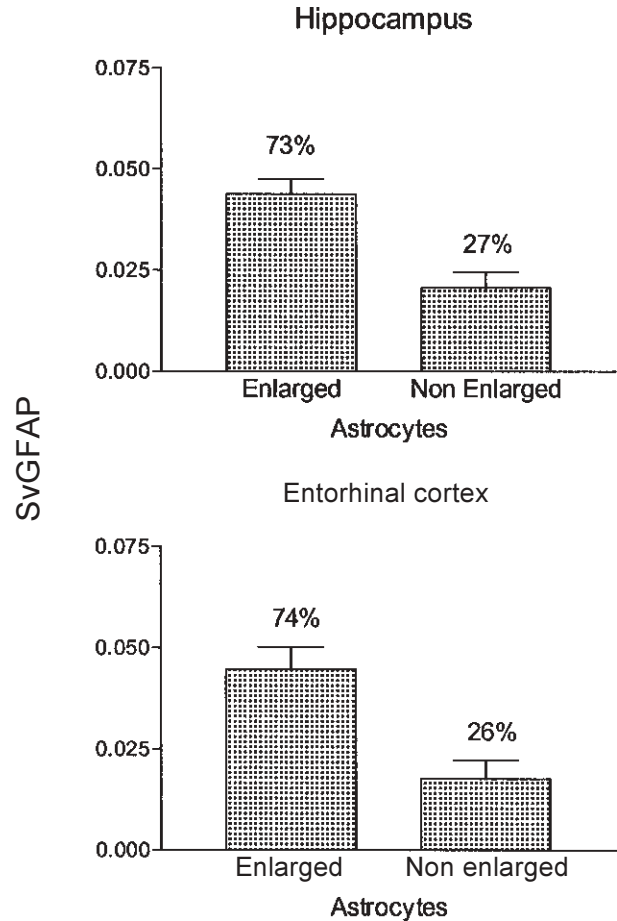 Hippocampus
0.075
0.050
0.025
0.000
73%
27%
Enlarged Non Enlarged
Astrocytes
SvGFAP
Entorhinal cortex
0.075
0.050
0.025
0.000
74%
26%
Enlarged Non enlarged
Astrocytes